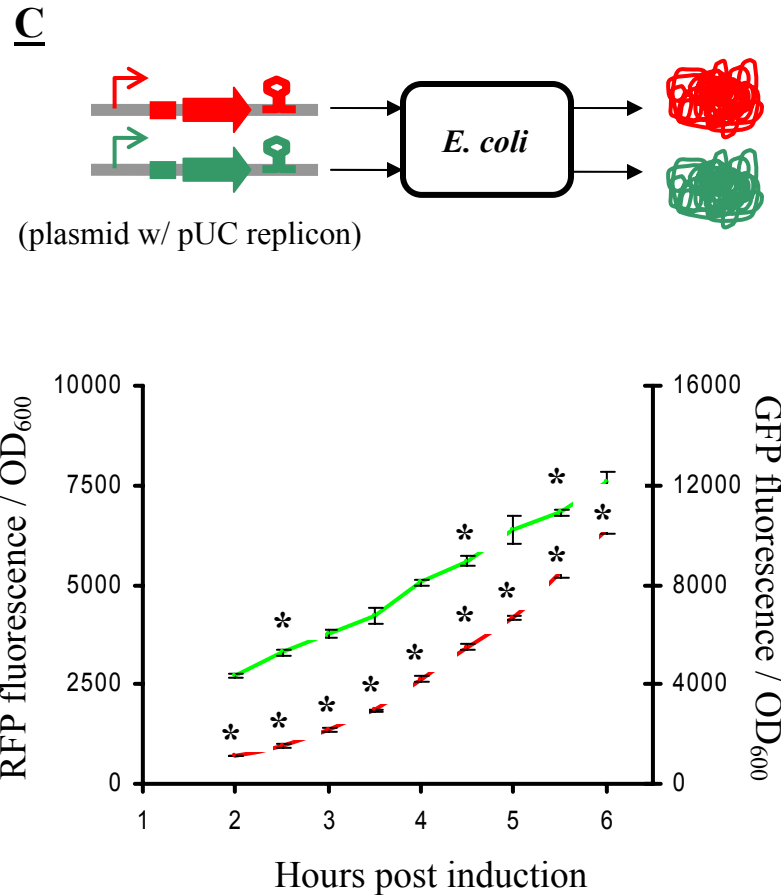 C
E. coli
(plasmid w/ pUC replicon)
10000
7500
5000
2500
0
RFP fluorescence / OD600
16000
12000
8000
4000
0
GFP fluorescence / OD600
* * *
* * * * * * * * *
1 2 3 4 5 6
Hours post induction